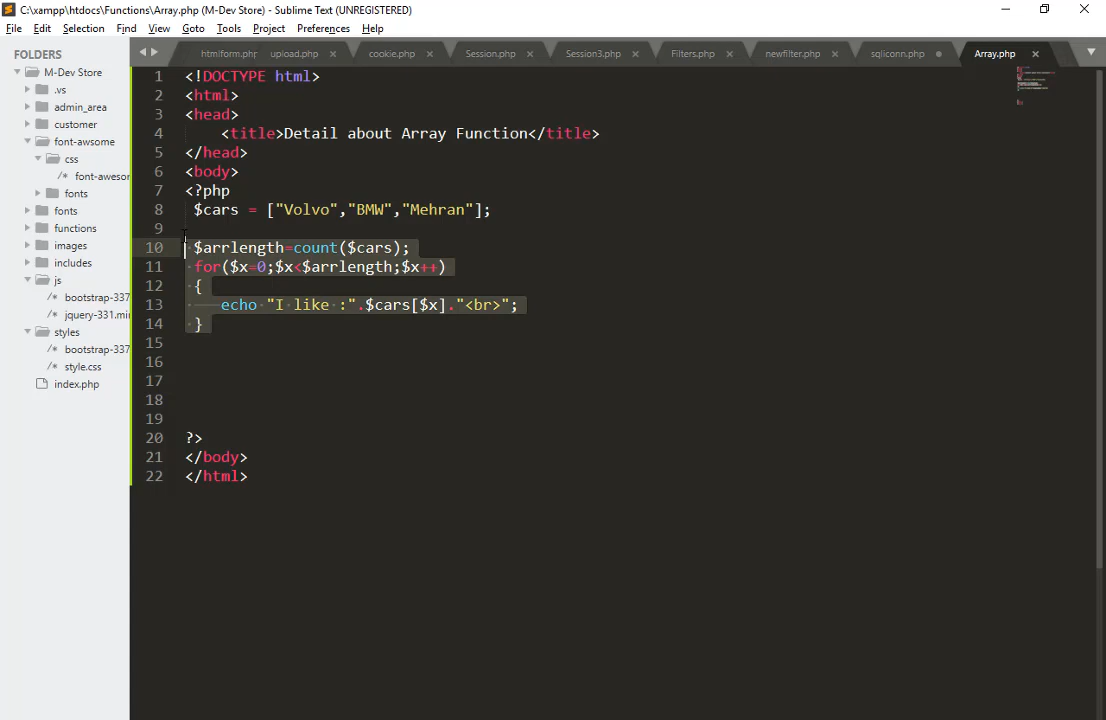 C:\xampp\htdocs\Functions\Array.php (M-Dev Store) - Sublime Text (UNREGISTERED)
File Edit Selection Find View Goto Tools Project Preferences Help
FOLDERS
M-Dev Store
.vs
admin_area
customer
font-awsome
css
/* font-aweso
fonts
fonts
functions
images
includes
js
/* bootstrap-337
/* jquery-331.mi
styles
/* bootstrap-337
/* style.css
index.php
htmlform.php upload.php cookie.php Session.php Session3.php Filters.php newfilter.php sqliconn.php Array.php
1 <!DOCTYPE html>
2 <html>
3 <head>
4 <title>Detail about Array Function</title>
5 </head>
6 <body>
7 <?php
8 $cars = ["Volvo","BMW","Mehran"];
9
10 $arrlength=count($cars);
11 for($x=0;$x<$arrlength;$x++)
12 {
13 echo "I like :".$cars[$x]."<br>";
14 }
15
16
17
18
19
20 ?>
21 </body>
22 </html>